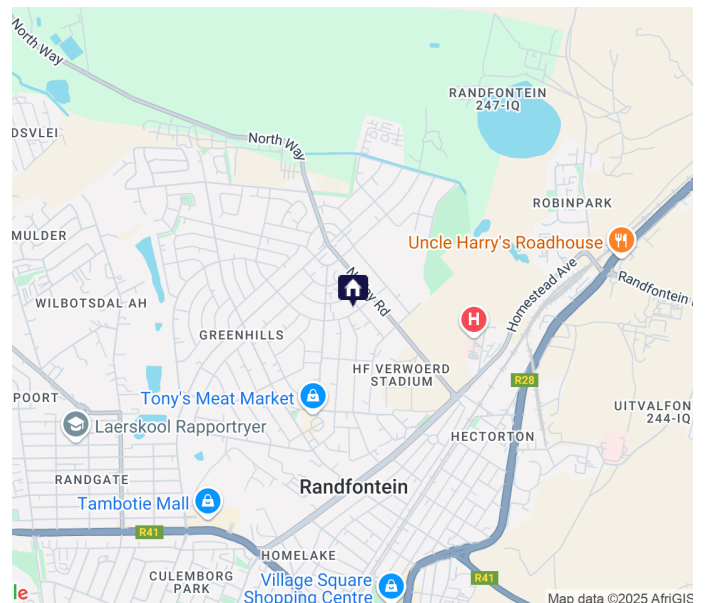 North Way
RANDFONTEIN
247-IQ
DSVLEI
North Way
ROBINPARK
MULDER
Uncle Harry's Roadhouse
Homestead Ave
Randfontein
WILBOTSDAL AH
H
GREENHILLS
HF VERWOERD
STADIUM
R28
Tony's Meat Market
POORT
UITVALFON
244-IQ
Laerskool Rapportryer
HECTORTON
RANDGATE
Randfontein
Tambotie Mall
R41
HOMELAKE
CULEMBORG
PARK
Village Square
Shopping Centre
R41
le
Map data ©2025 AfriGIS